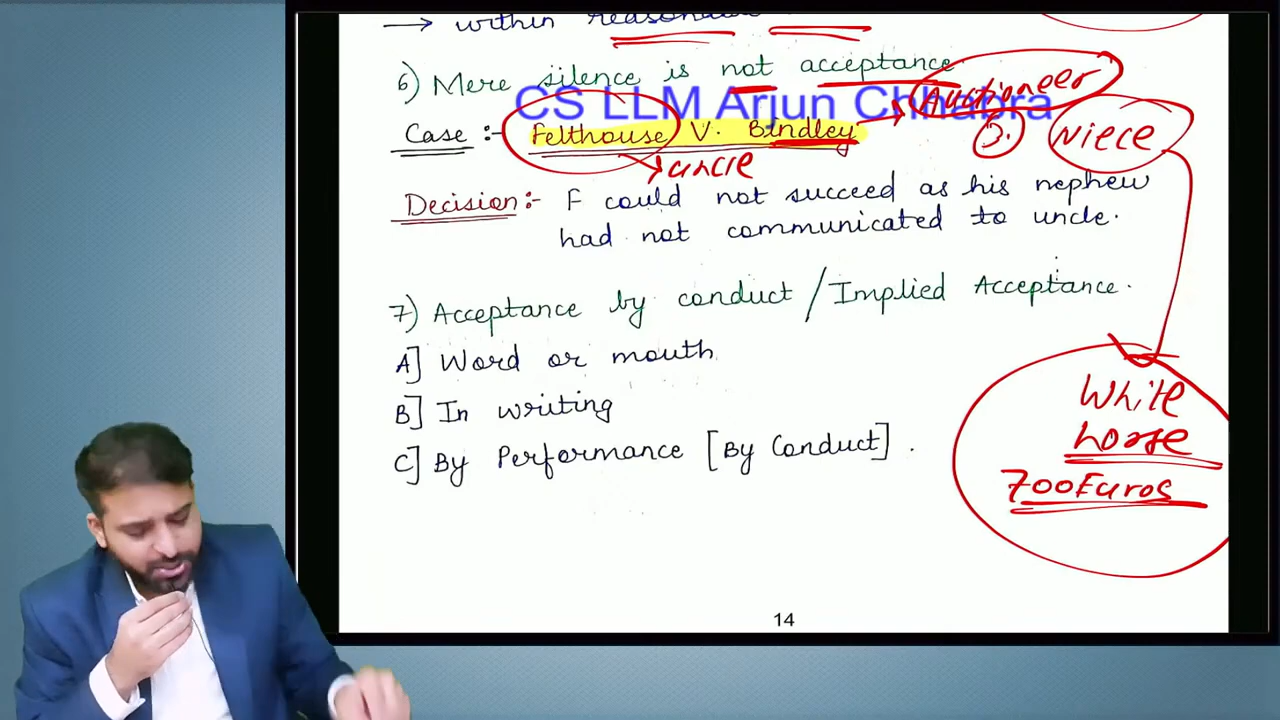 → within reasonable
6) Mere silence is not acceptance
CS LLM Arjun Chhabra
Auctioneer
Case :- Felthouse V. Bindley
3. Niece
uncle
Decision:- F could not succeed as his nephew
had not communicated to uncle.
7) Acceptance by conduct / Implied Acceptance.
A] Word or mouth
B] In writing
C] By Performance [By Conduct].
White
horse
700 Euros
14